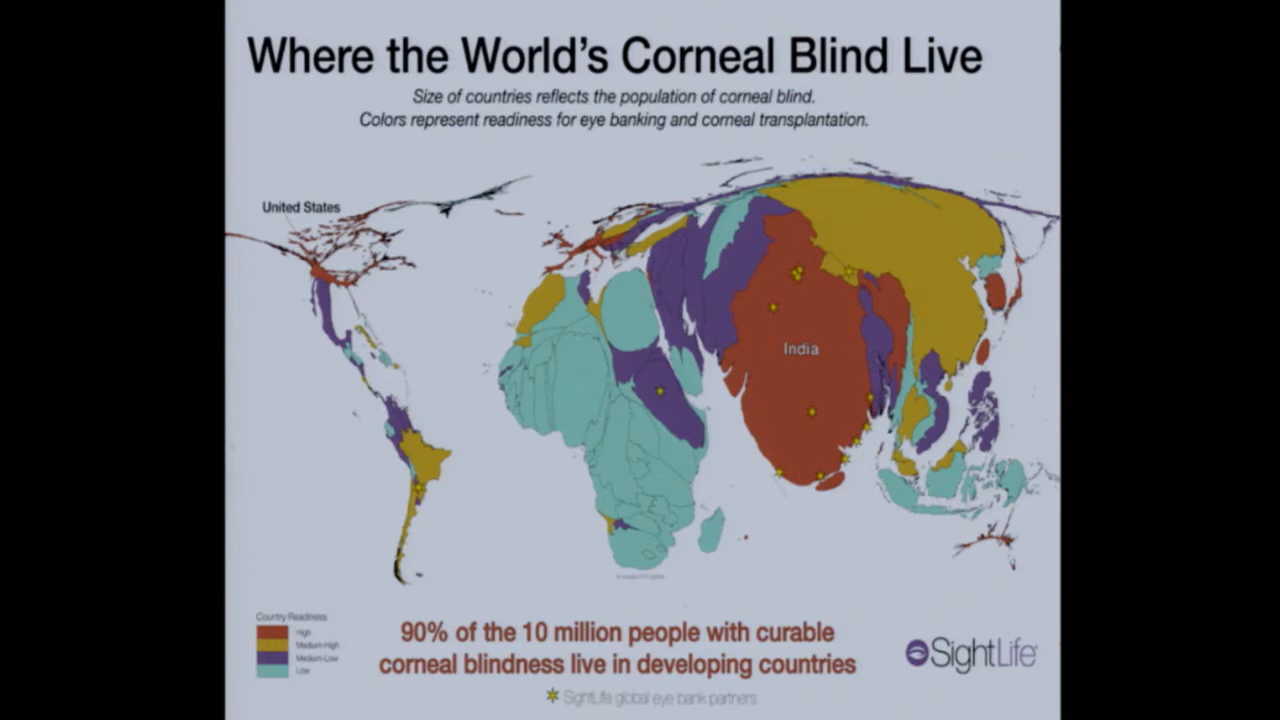 Where the World's Corneal Blind Live
Size of countries reflects the population of corneal blind.
Colors represent readiness for eye banking and corneal transplantation.
United States
India
Country Readiness
High
Medium-High
Medium-Low
Low
90% of the 10 million people with curable
corneal blindness live in developing countries
SightLife
SightLife global eye bank partners